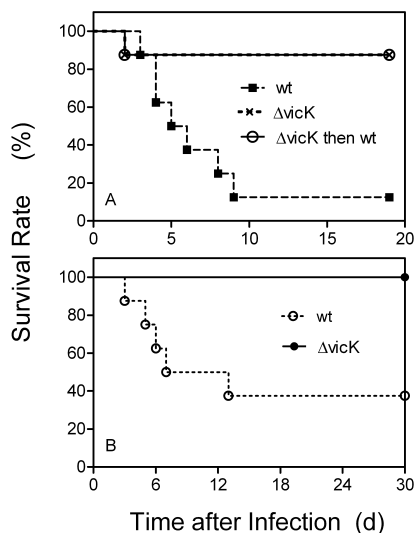 100
80
60
40
20
0
wt
ΔvicK
ΔvicK then wt
A
0 5 10 15 20
Survival Rate (%)
100
80
60
40
20
0
wt
ΔvicK
B
0 6 12 18 24 30
Time after Infection (d)